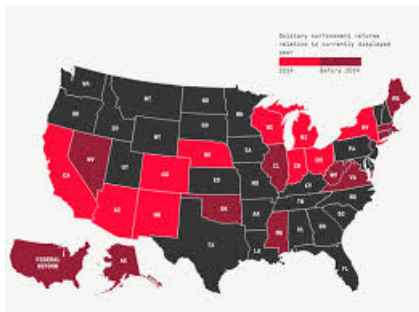 Solitary confinement reforms
relative to currently displayed
year
2014 Before 2014
WA
MT
ND
MN
ME
OR
ID
SD
WI
MI
NY
WY
IA
PA
NV
UT
NE
IL
IN
OH
CA
CO
KS
MO
KY
WV
VA
AZ
NM
OK
AR
TN
NC
SC
TX
LA
MS
AL
GA
FL
FEDERAL
REFORM
AK